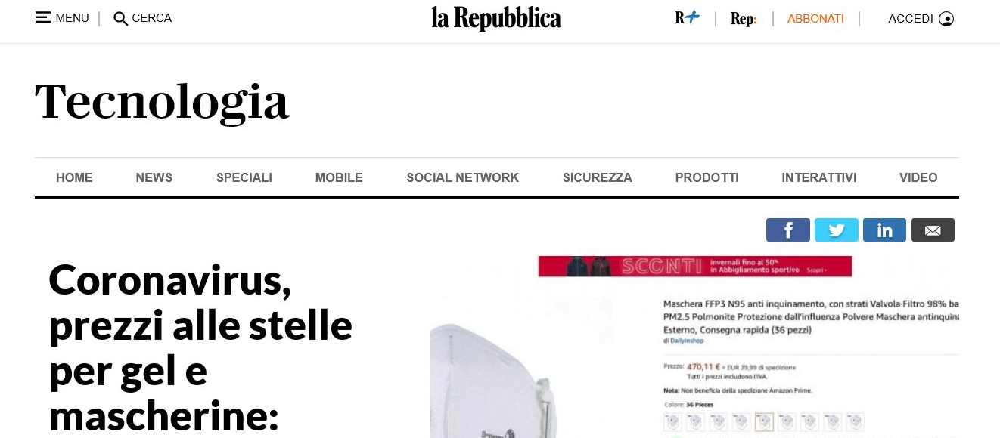 MENU CERCA la Repubblica R+ Rep: ABBONATI ACCEDI
Tecnologia
HOME NEWS SPECIALI MOBILE SOCIAL NETWORK SICUREZZA PRODOTTI INTERATTIVI VIDEO
Coronavirus,
prezzi alle stelle
per gel e
mascherine:
SCONTI
invernali fino al 50%
in Abbigliamento sportivo Scopri ›
Maschera FFP3 N95 anti inquinamento, con strati Valvola Filtro 98% ba
PM2.5 Polmonite Protezione dall'influenza Polvere Maschera antinquina
Esterno, Consegna rapida (36 pezzi)
di Dailyinshop
Prezzo: 470,11 € + EUR 29,99 di spedizione
Tutti i prezzi includono l'IVA.
Nota: Non beneficia della spedizione Amazon Prime.
Colore: 36 Pieces